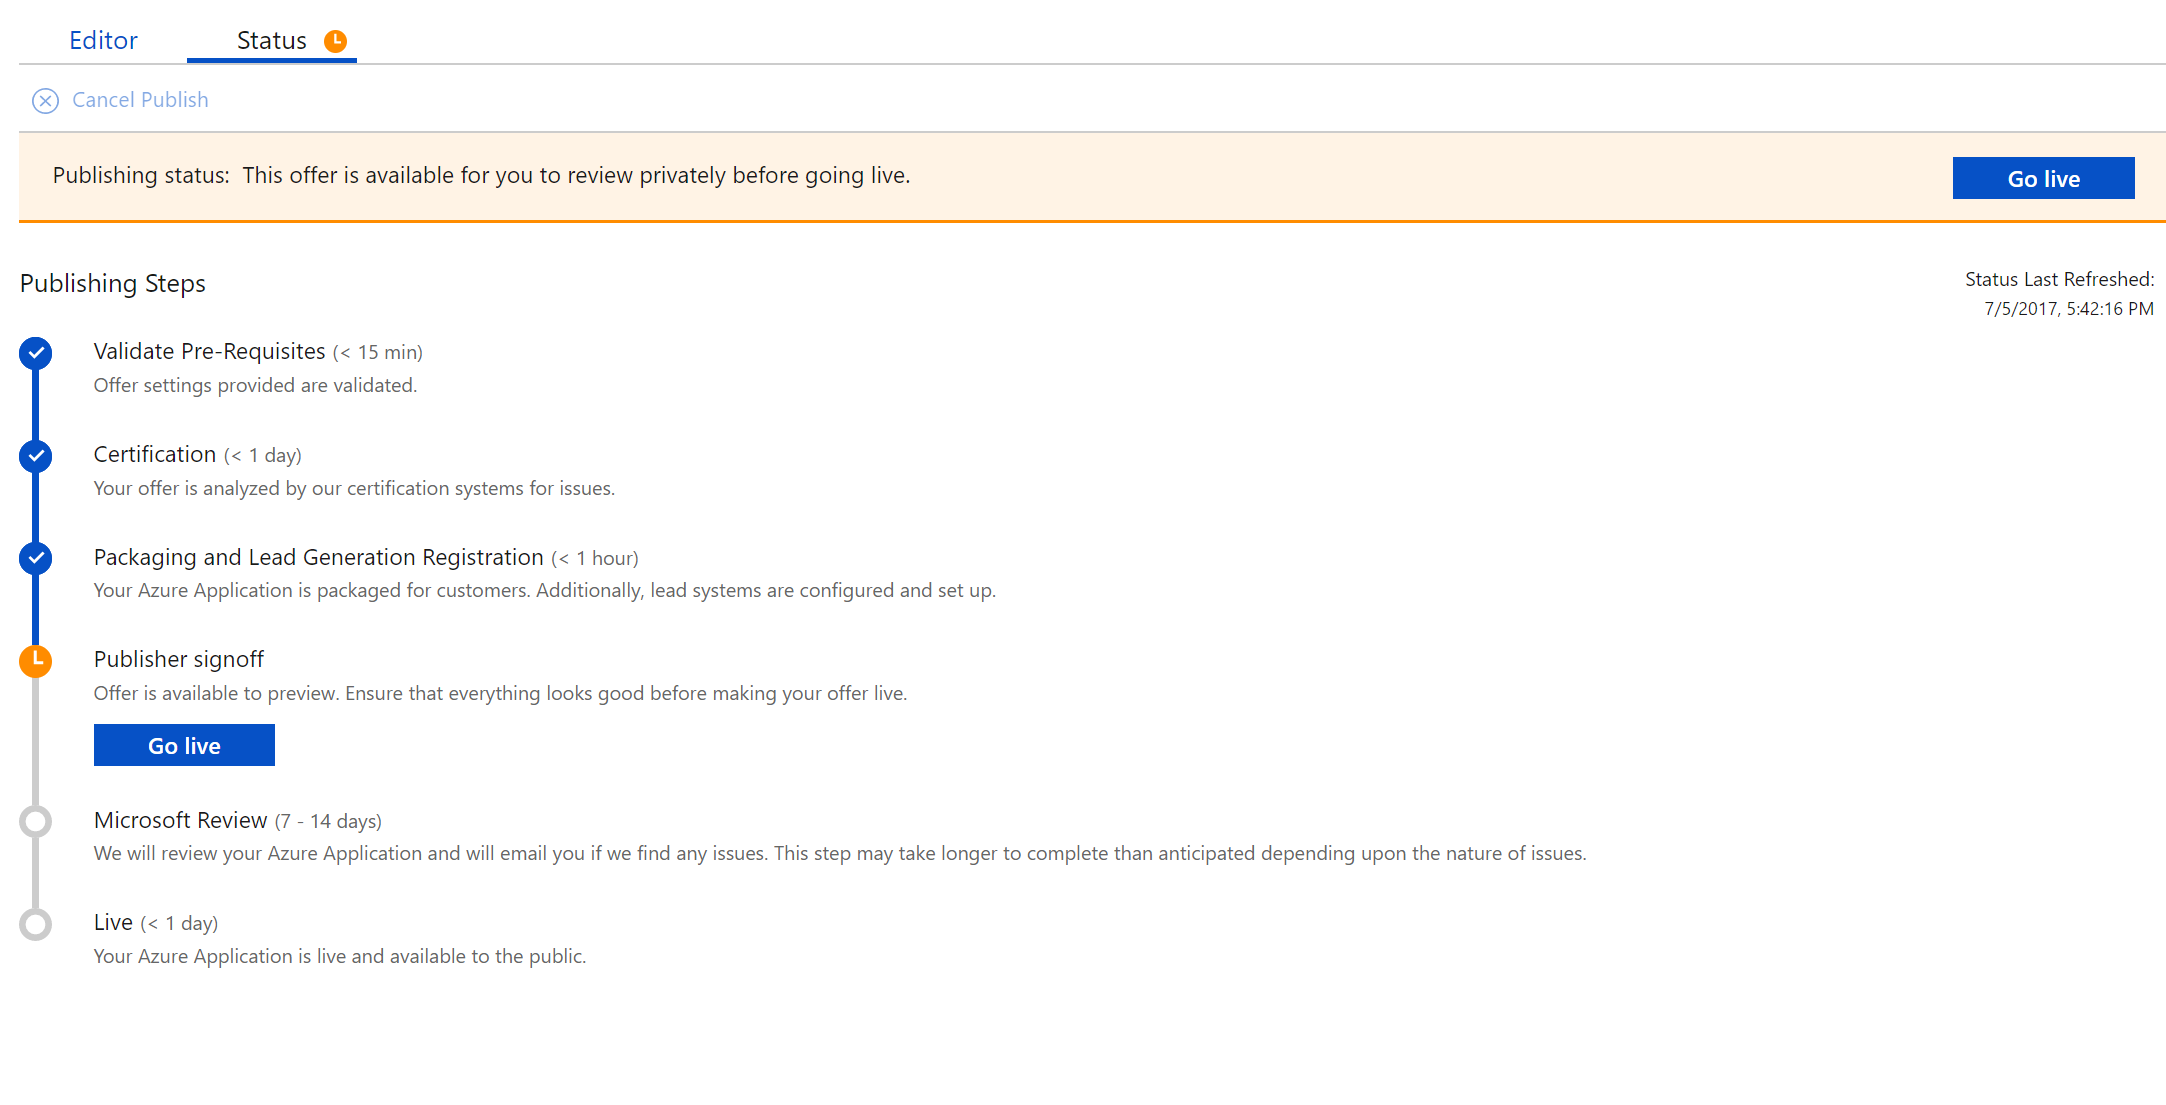 Editor
Status
Cancel Publish
Publishing status: This offer is available for you to review privately before going live.
Go live
Publishing Steps
Status Last Refreshed:
7/5/2017, 5:42:16 PM
Validate Pre-Requisites (< 15 min)
Offer settings provided are validated.
Certification (< 1 day)
Your offer is analyzed by our certification systems for issues.
Packaging and Lead Generation Registration (< 1 hour)
Your Azure Application is packaged for customers. Additionally, lead systems are configured and set up.
Publisher signoff
Offer is available to preview. Ensure that everything looks good before making your offer live.
Go live
Microsoft Review (7 - 14 days)
We will review your Azure Application and will email you if we find any issues. This step may take longer to complete than anticipated depending upon the nature of issues.
Live (< 1 day)
Your Azure Application is live and available to the public.